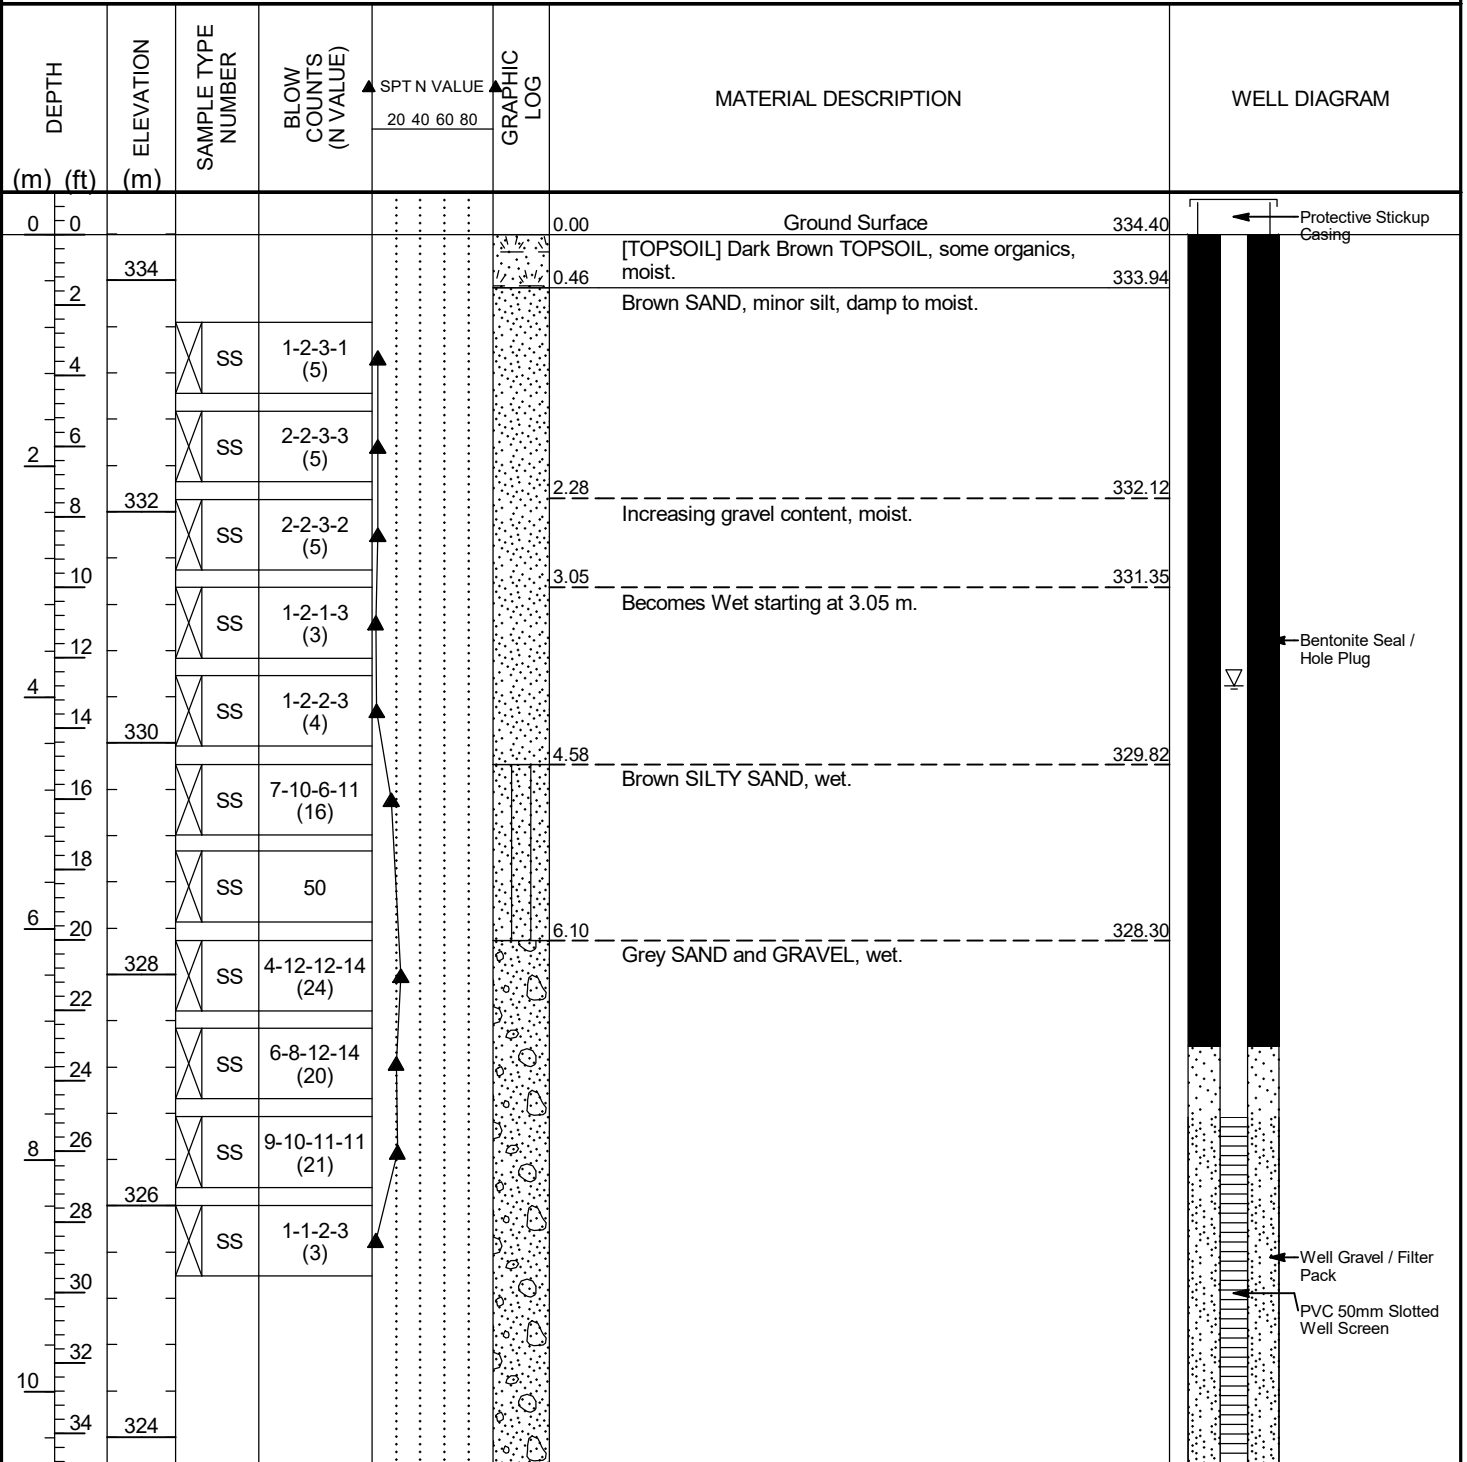 DEPTH
(m) (ft)
ELEVATION
(m)
SAMPLE TYPE
NUMBER
BLOW
COUNTS
(N VALUE)
SPT N VALUE
20 40 60 80
GRAPHIC
LOG
MATERIAL DESCRIPTION
WELL DIAGRAM
0 0
0.00 Ground Surface 334.40
Protective Stickup
Casing
[TOPSOIL] Dark Brown TOPSOIL, some organics,
moist.
334
0.46 333.94
2
Brown SAND, minor silt, damp to moist.
SS
1-2-3-1
(5)
4
SS
2-2-3-3
(5)
6
2
2.28 332.12
332
8
Increasing gravel content, moist.
SS
2-2-3-2
(5)
10
3.05 331.35
Becomes Wet starting at 3.05 m.
SS
1-2-1-3
(3)
12
Bentonite Seal /
Hole Plug
4
SS
1-2-2-3
(4)
14
330
4.58 329.82
Brown SILTY SAND, wet.
16
SS
7-10-6-11
(16)
18
SS
50
6
20
6.10 328.30
Grey SAND and GRAVEL, wet.
328
SS
4-12-12-14
(24)
22
SS
6-8-12-14
(20)
24
8
26
SS
9-10-11-11
(21)
326
28
SS
1-1-2-3
(3)
Well Gravel / Filter
Pack
30
PVC 50mm Slotted
Well Screen
32
10
34
324